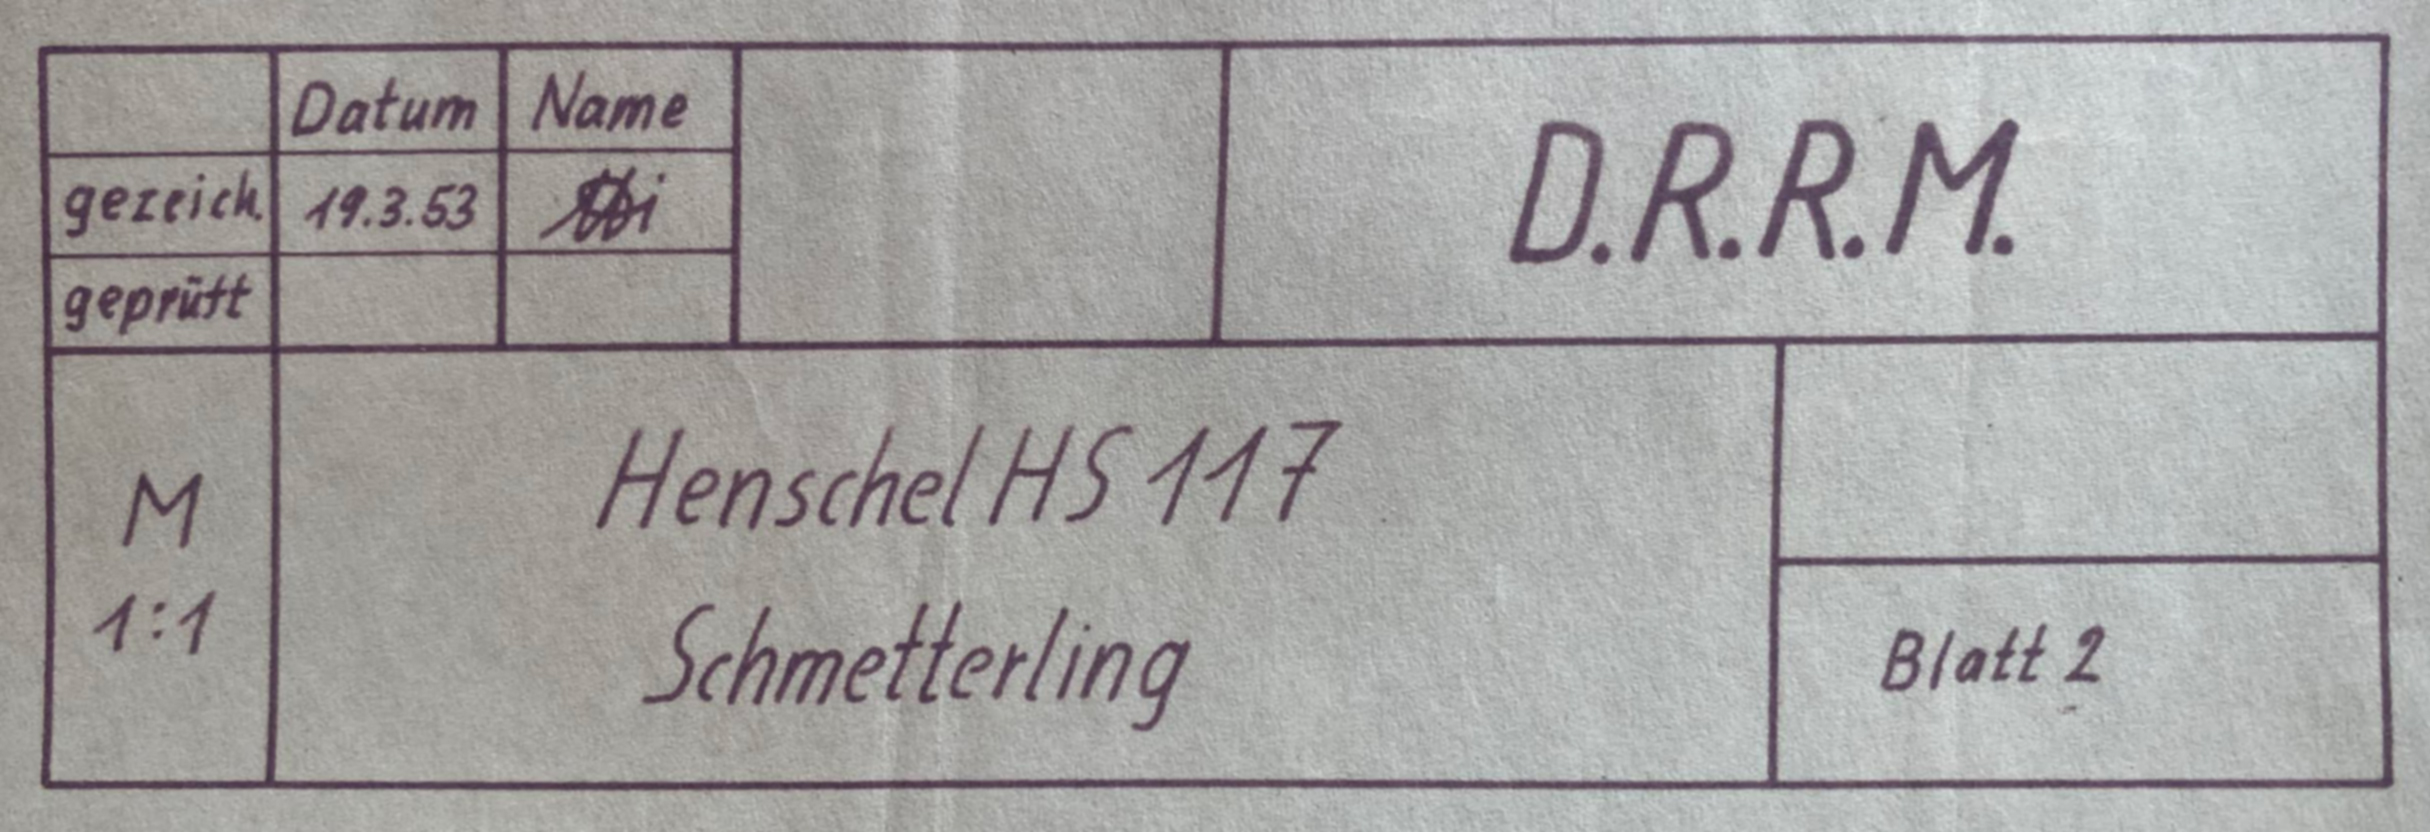 Datum Name
D.R.R.M.
gezeich. 19.3.53
geprüft
Henschel HS 117
M
1:1
Schmetterling
Blatt 2